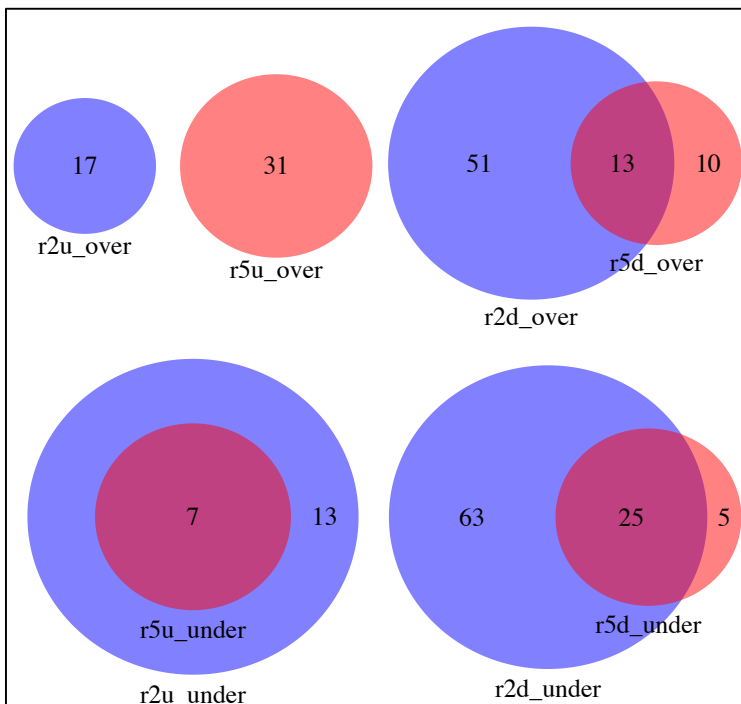 17
31
51
13
10
r2u_over
r5u_over
r5d_over
r2d_over
7
13
63
25
5
r5u_under
r5d_under
r2u_under
r2d_under